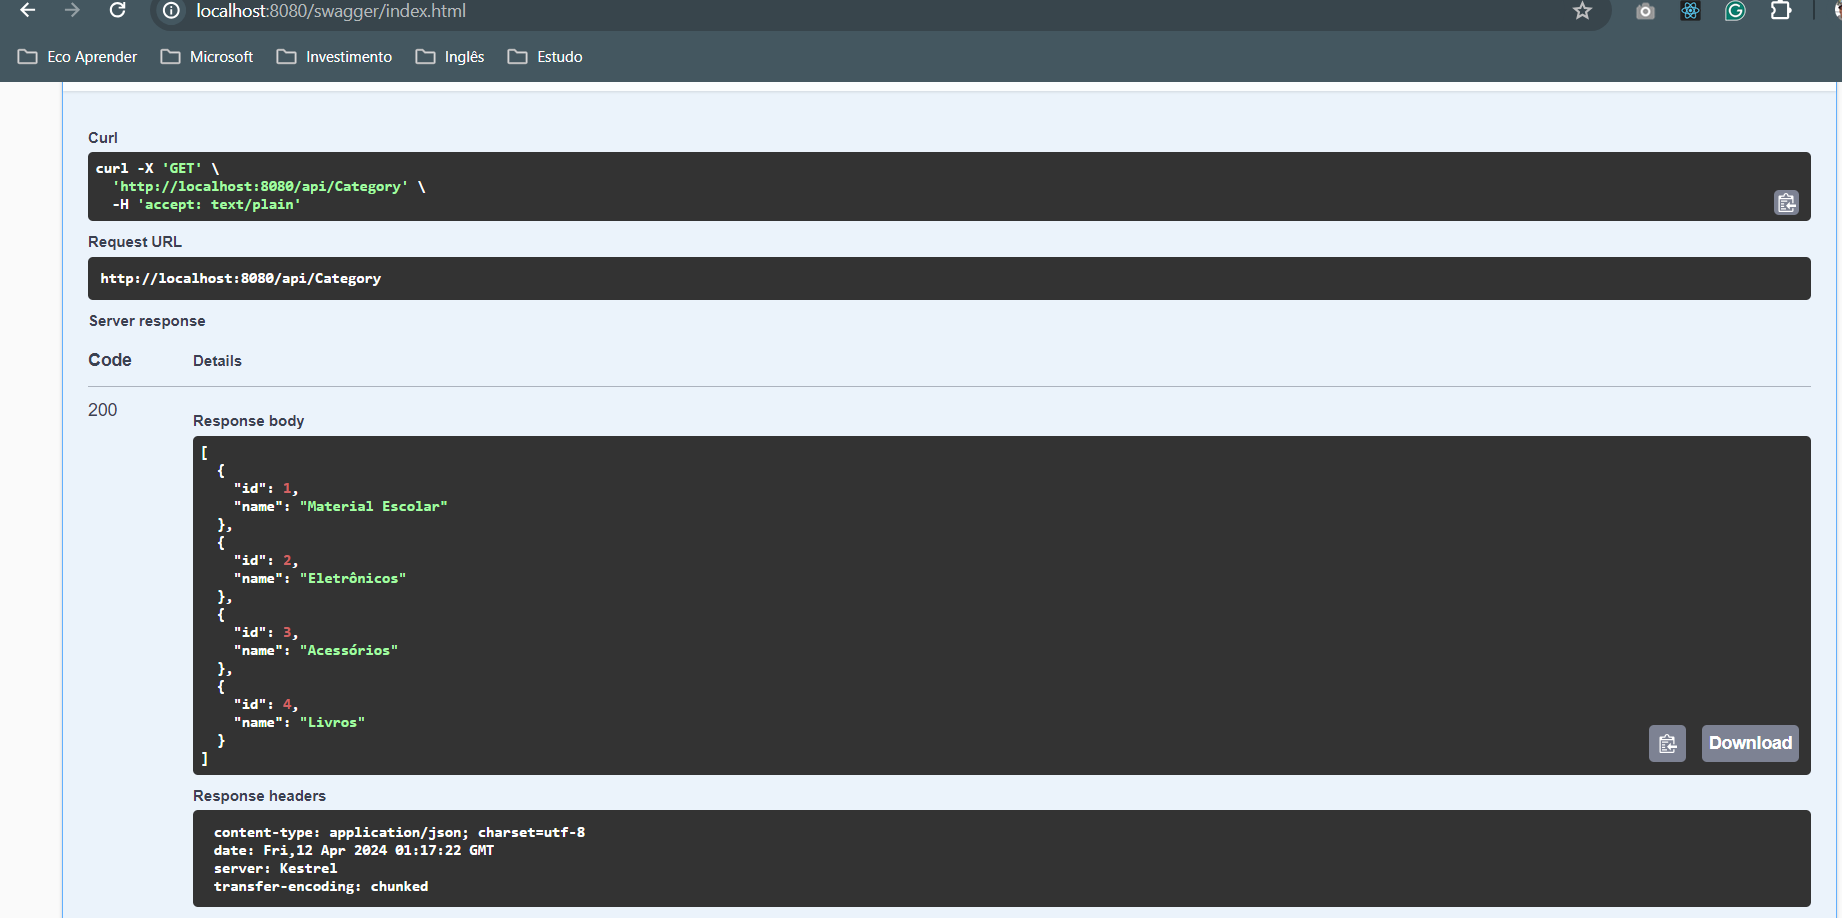 localhost:8080/swagger/index.html
Eco Aprender Microsoft Investimento Inglês Estudo
Curl
curl -X 'GET' \
'http://localhost:8080/api/Category' \
-H 'accept: text/plain'
Request URL
http://localhost:8080/api/Category
Server response
Code Details
200
Response body
[
{
"id": 1,
"name": "Material Escolar"
},
{
"id": 2,
"name": "Eletrônicos"
},
{
"id": 3,
"name": "Acessórios"
},
{
"id": 4,
"name": "Livros"
}
]
Download
Response headers
content-type: application/json; charset=utf-8
date: Fri,12 Apr 2024 01:17:22 GMT
server: Kestrel
transfer-encoding: chunked